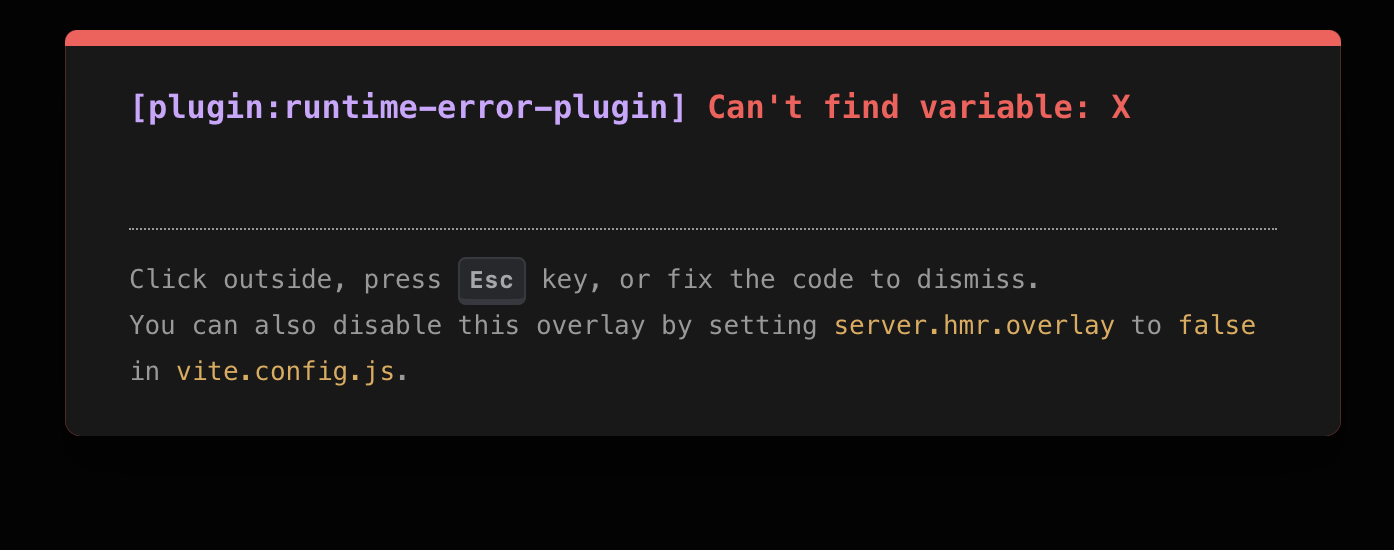 [plugin:runtime-error-plugin] Can't find variable: X
Click outside, press Esc key, or fix the code to dismiss.
You can also disable this overlay by setting server.hmr.overlay to false
in vite.config.js.